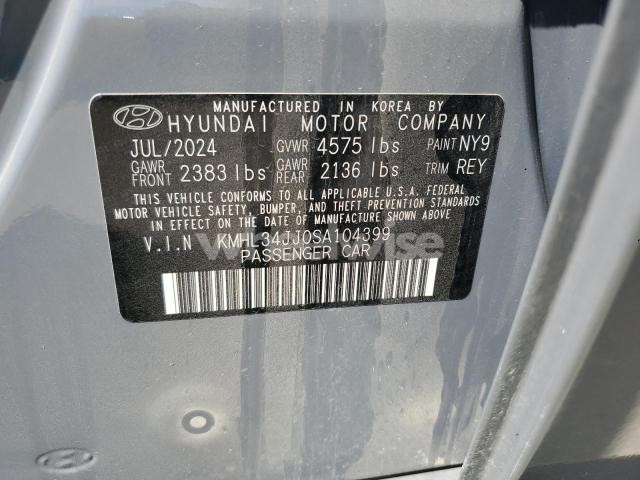 MANUFACTURED IN KOREA BY
HYUNDAI MOTOR COMPANY
JUL/2024 GVWR 4575 lbs PAINT NY9
GAWR FRONT 2383 lbs GAWR REAR 2136 lbs TRIM REY
THIS VEHICLE CONFORMS TO ALL APPLICABLE U.S.A. FEDERAL
MOTOR VEHICLE SAFETY, BUMPER, AND THEFT PREVENTION STANDARDS
IN EFFECT ON THE DATE OF MANUFACTURE SHOWN ABOVE.
V.I.N KMHL34JJ0SA104399
PASSENGER CAR